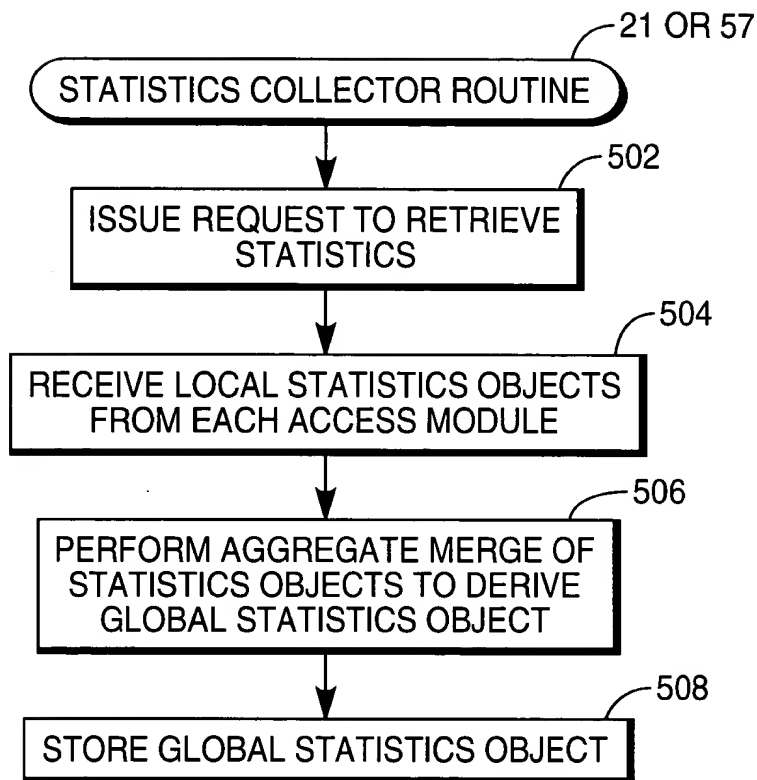 21 OR 57
STATISTICS COLLECTOR ROUTINE
502
ISSUE REQUEST TO RETRIEVE
STATISTICS
504
RECEIVE LOCAL STATISTICS OBJECTS
FROM EACH ACCESS MODULE
506
PERFORM AGGREGATE MERGE OF
STATISTICS OBJECTS TO DERIVE
GLOBAL STATISTICS OBJECT
508
STORE GLOBAL STATISTICS OBJECT